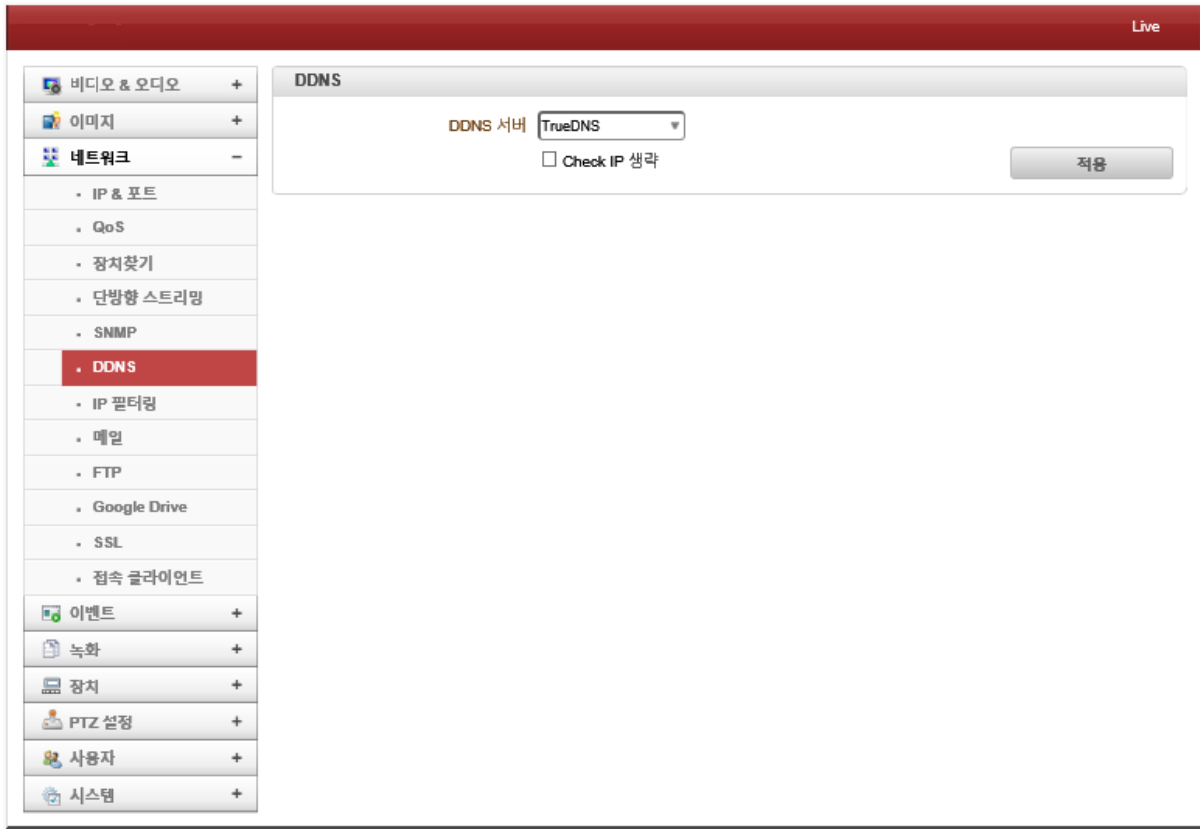 Live
비디오 & 오디오 +
이미지 +
네트워크 -
IP & 포트
QoS
장치찾기
단방향 스트리밍
SNMP
DDNS
IP 필터링
메일
FTP
Google Drive
SSL
접속 클라이언트
이벤트 +
녹화 +
장치 +
PTZ 설정 +
사용자 +
시스템 +
DDNS
DDNS 서버 TrueDNS
Check IP 생략
적용